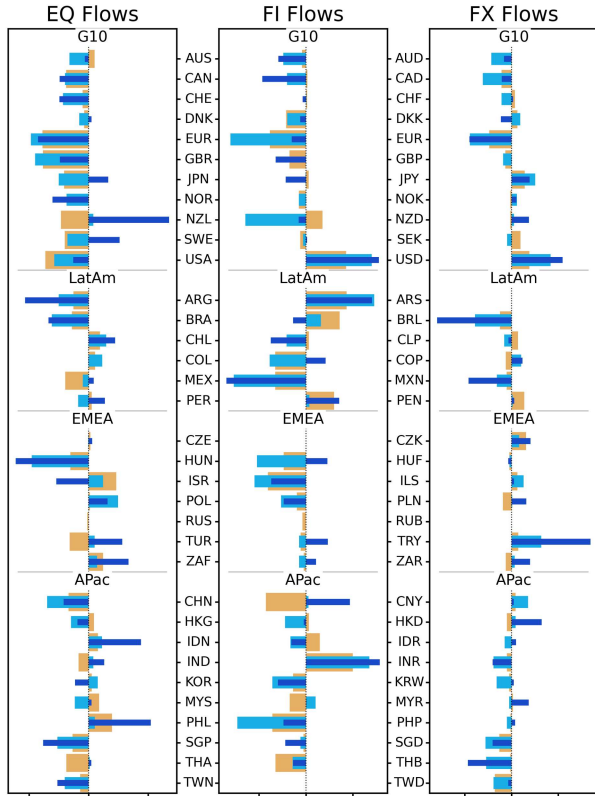 EQ Flows FI Flows FX Flows
G10 G10 G10
AUS AUD
CAN CAD
CHE CHF
DNK DKK
EUR EUR
GBR GBP
JPN JPY
NOR NOK
NZL NZD
SWE SEK
USA USD
LatAm LatAm LatAm
ARG ARS
BRA BRL
CHL CLP
COL COP
MEX MXN
PER PEN
EMEA EMEA EMEA
CZE CZK
HUN HUF
ISR ILS
POL PLN
RUS RUB
TUR TRY
ZAF ZAR
APac APac APac
CHN CNY
HKG HKD
IDN IDR
IND INR
KOR KRW
MYS MYR
PHL PHP
SGP SGD
THA THB
TWN TWD